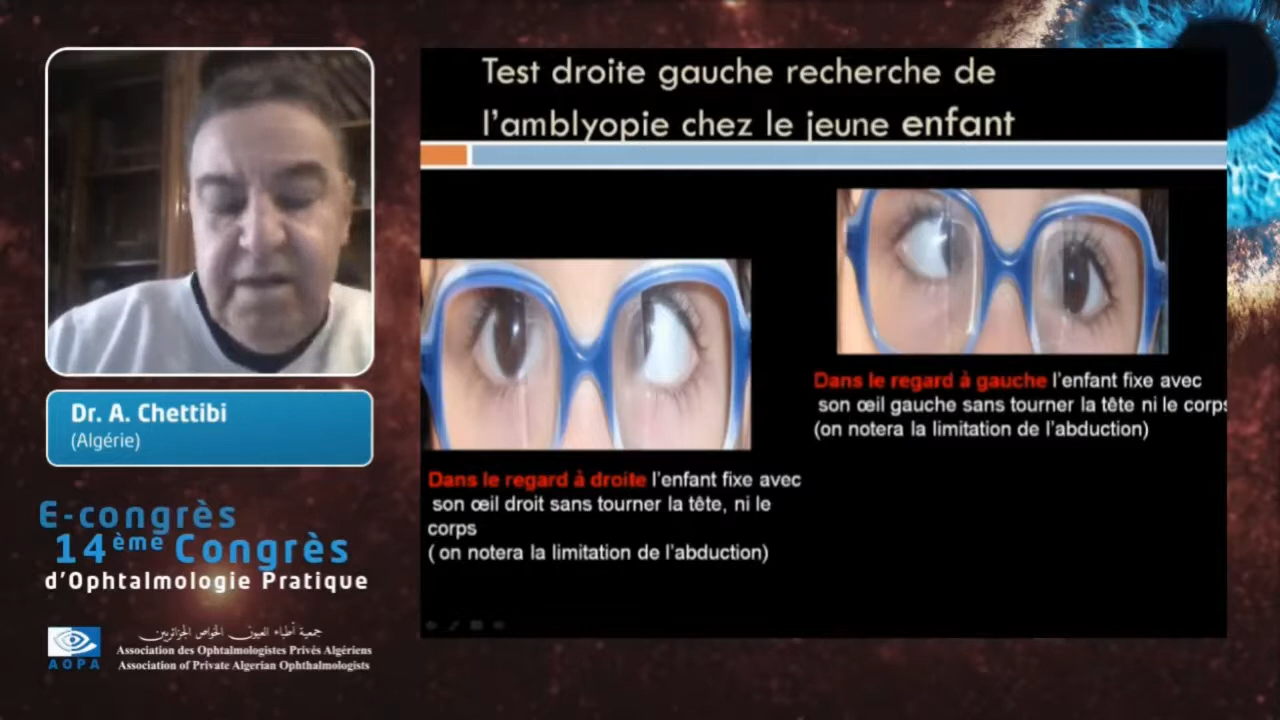 Test droite gauche recherche de
l'amblyopie chez le jeune enfant
Dans le regard à gauche l'enfant fixe avec
son œil gauche sans tourner la tête ni le corps
(on notera la limitation de l'abduction)
Dans le regard à droite l'enfant fixe avec
son œil droit sans tourner la tête, ni le
corps
( on notera la limitation de l'abduction)
Dr. A. Chettibi
(Algérie)
E-congrès
14ème Congrès
d'Ophtalmologie Pratique
جمعية أطباء العيون الخواص الجزائريين
AOPA
Association des Ophtalmologistes Privés Algériens
Association of Private Algerian Ophthalmologists